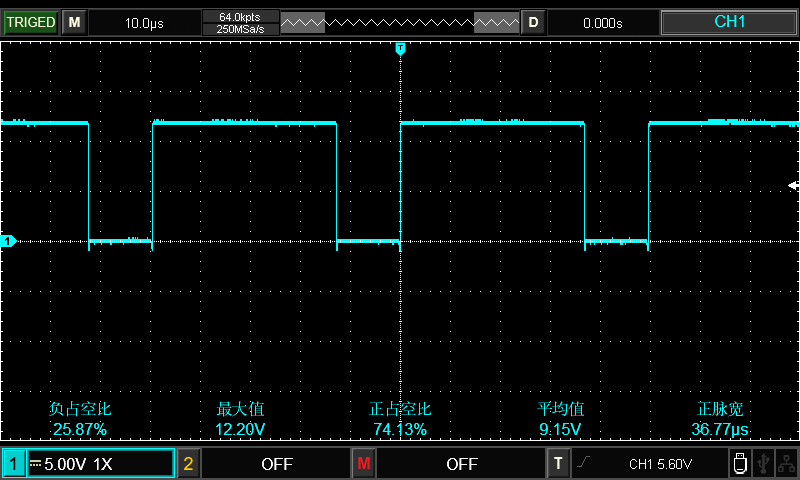 TRIGED M 10.0µs 64.0kpts D 0.000s CH1
250MSa/s
T
1
负占空比 最大值 正占空比 平均值 正脉宽
25.87% 12.20V 74.13% 9.15V 36.77µs
1 5.00V 1X 2 OFF M OFF T CH1 5.60V